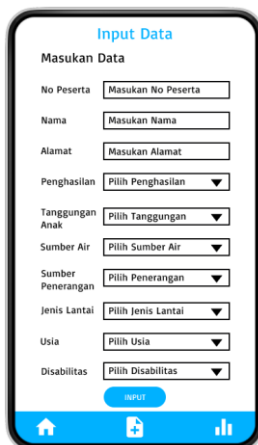 Input Data
Masukan Data
No Peserta Masukan No Peserta
Nama Masukan Nama
Alamat Masukan Alamat
Penghasilan Pilih Penghasilan
Tanggungan Anak Pilih Tanggungan
Sumber Air Pilih Sumber Air
Sumber Penerangan Pilih Penerangan
Jenis Lantai Pilih Jenis Lantai
Usia Pilih Usia
Disabilitas Pilih Disabilitas
INPUT